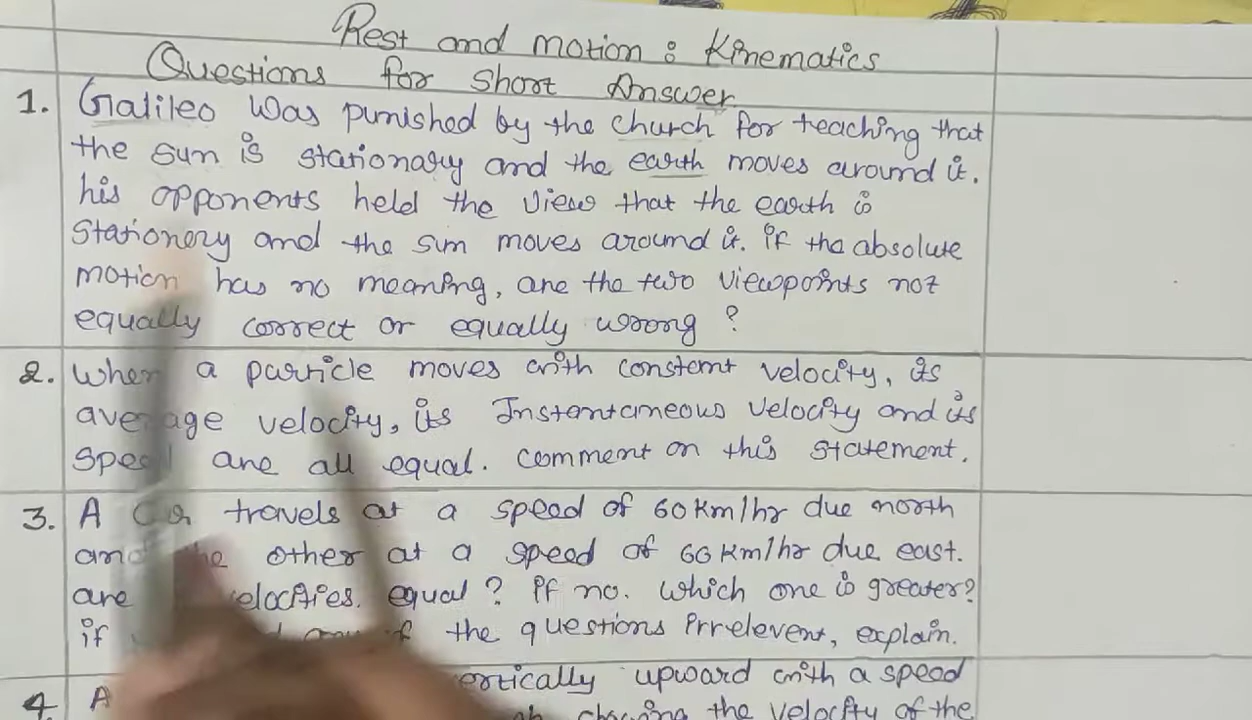 Rest and motion : Kinematics
Questions for Short Answer
1. Galileo was punished by the church for teaching that
the sun is stationary and the earth moves around it.
his opponents held the view that the earth is
stationery and the sun moves around it. if the absolute
motion has no meaning, are the two viewpoints not
equally correct or equally wrong ?
2. When a particle moves with constant velocity, its
average velocity, its Instantaneous velocity and its
speed are all equal. comment on this statement.
3. A travels at a speed of 60 km/hr due north
and other at a speed of 60 km/hr due east.
are velocities. equal ? if no. which one is greater?
if the questions irrelevent, explain.
4. A vertically upward with a speed
the velocity of the